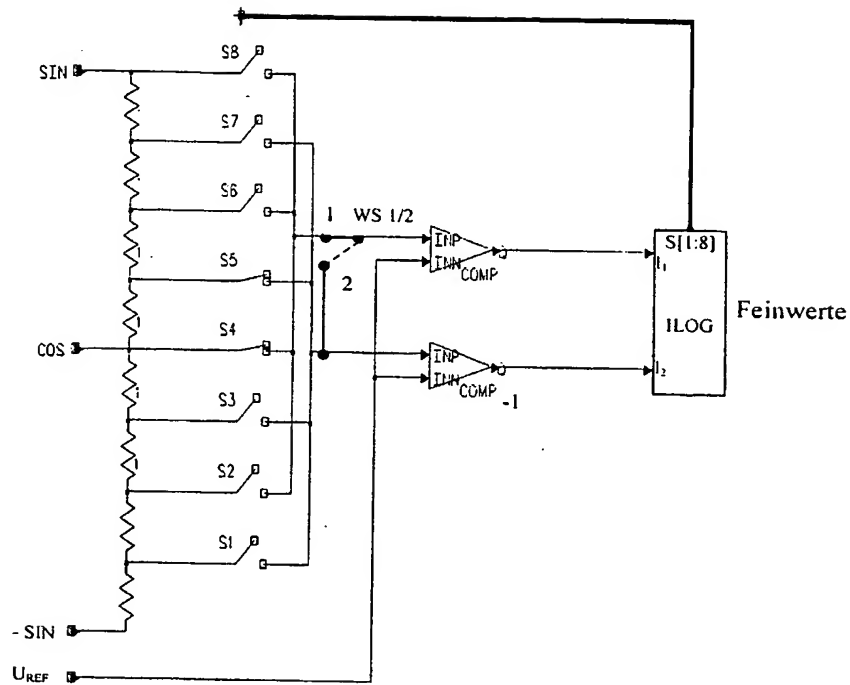 S8
SIN
S7
S6
1 WS 1/2
S[1:8]
INP
I₁
S5
INN
COMP
2
ILOG
Feinwerte
S4
COS
INP
I₂
INN
COMP
-1
S3
S2
S1
- SIN
UREF